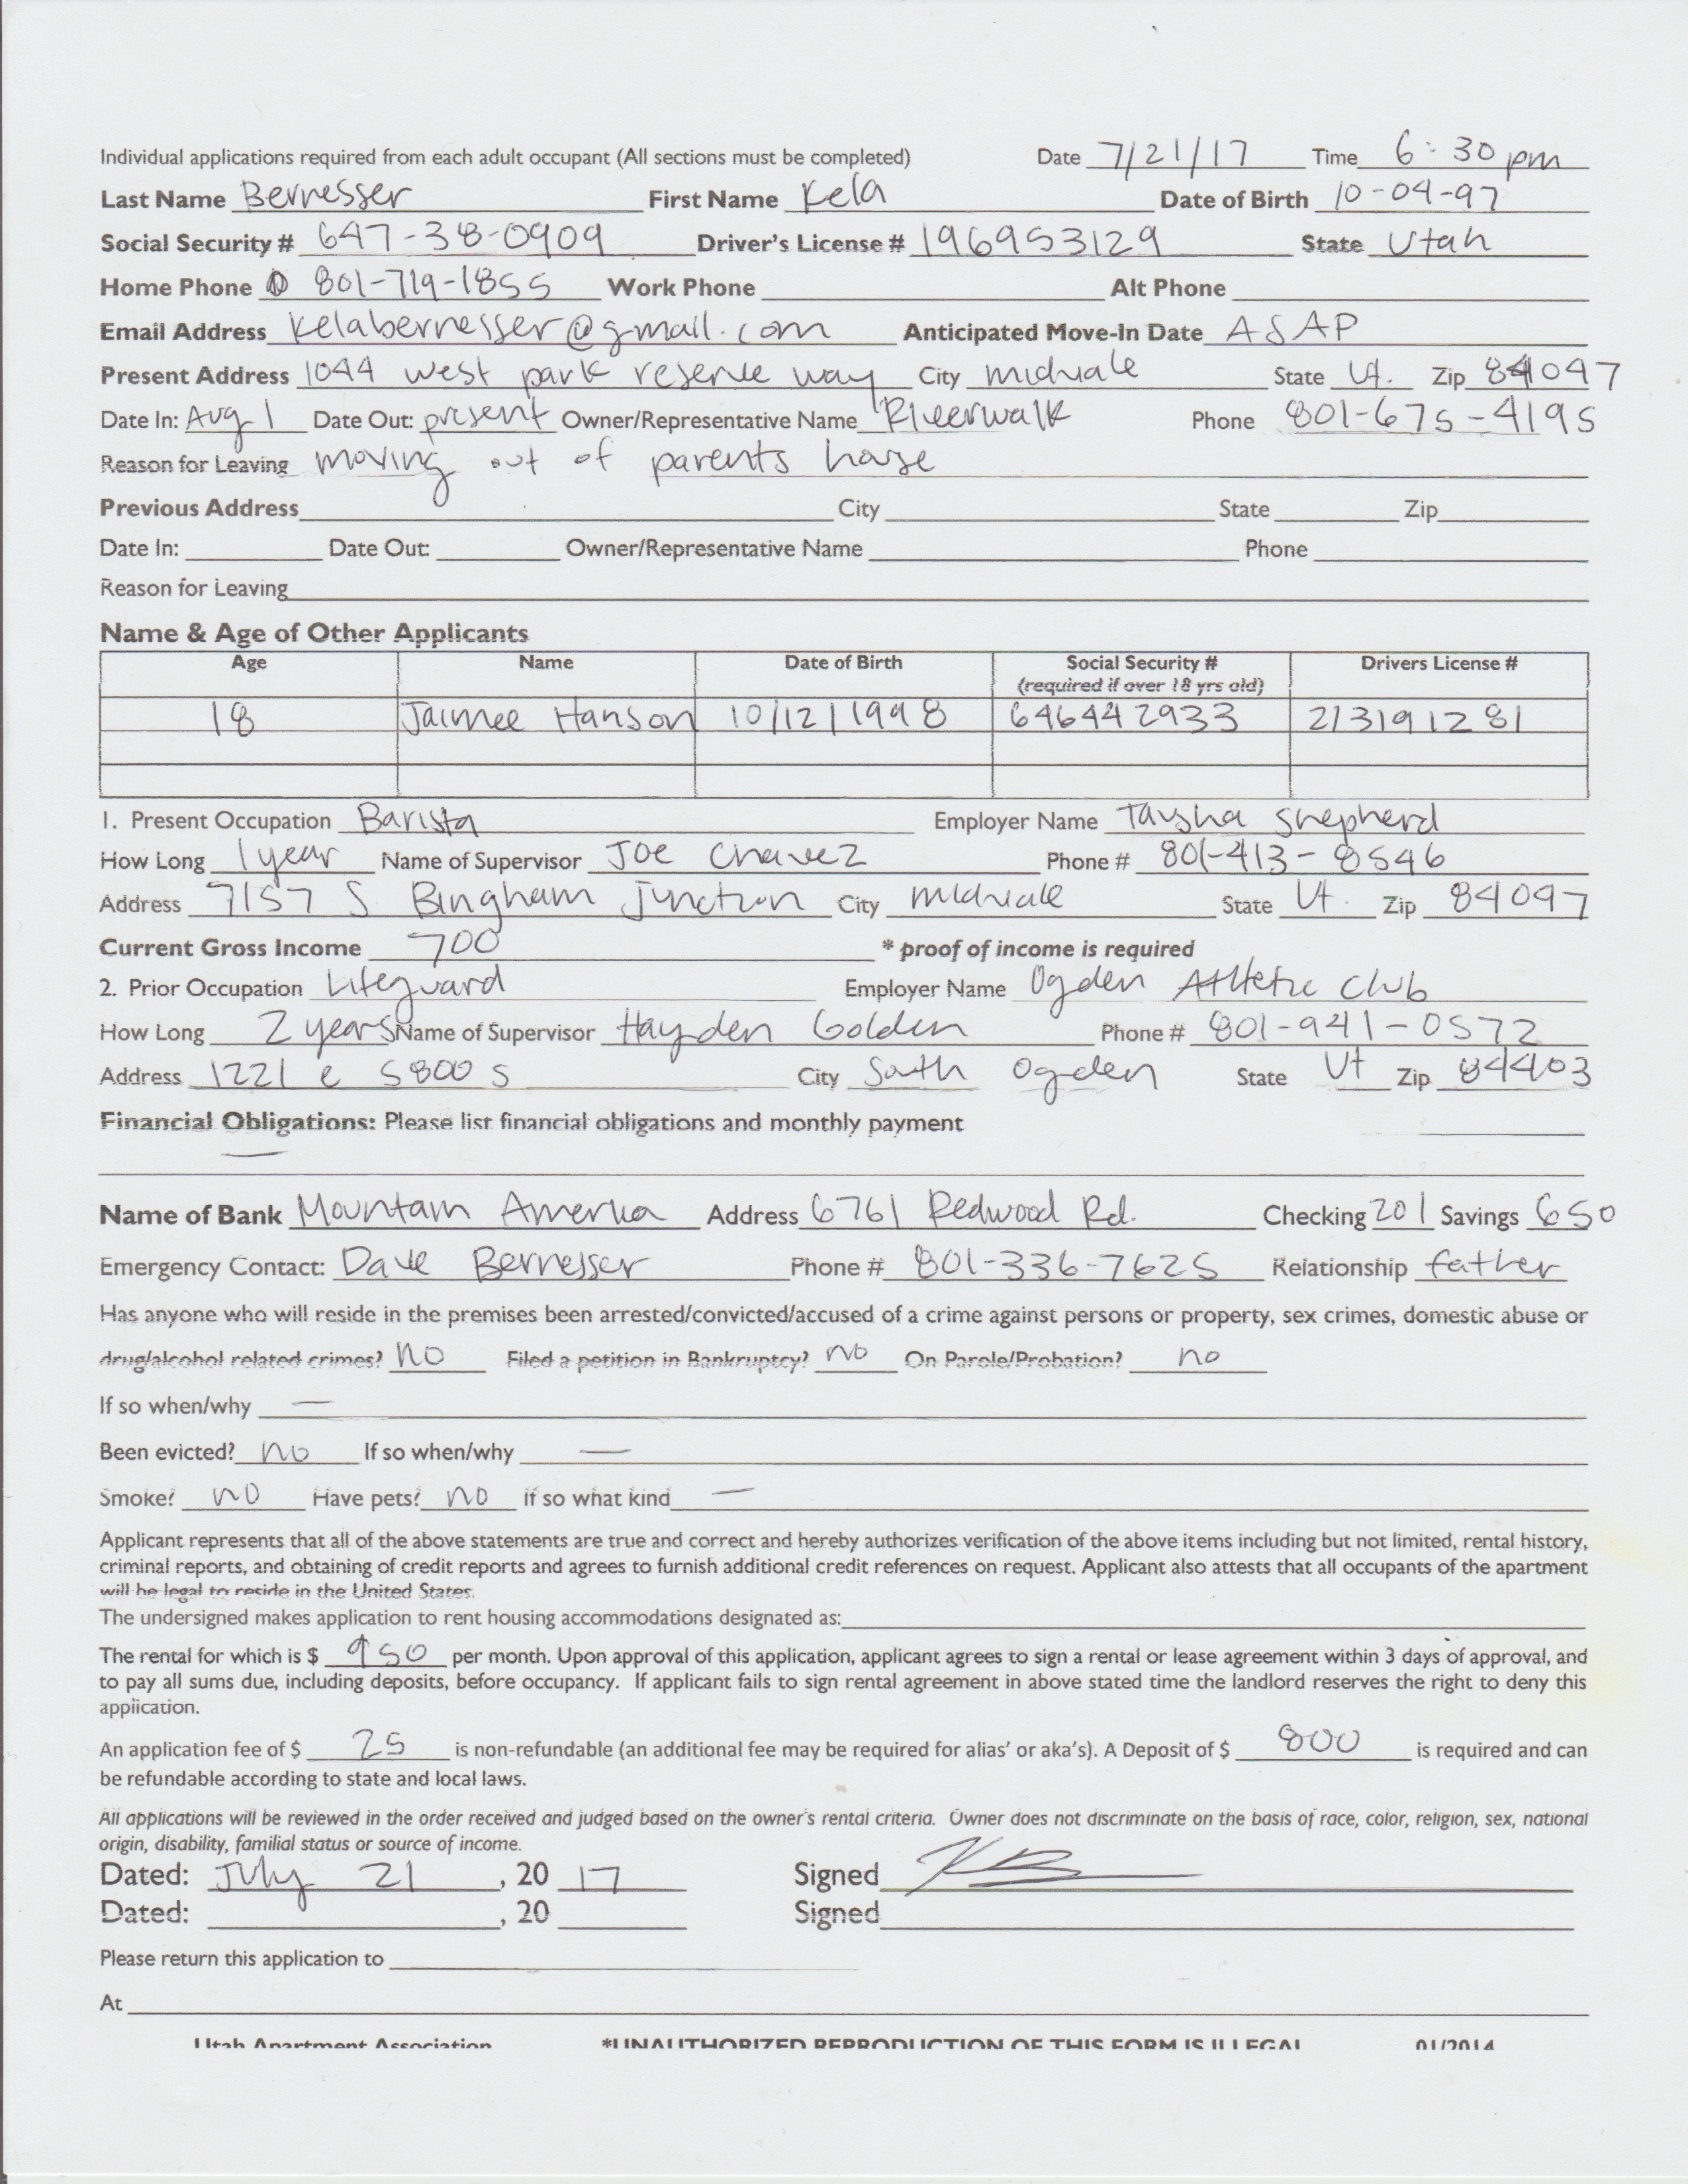 Individual applications required from each adult occupant (All sections must be completed) Date 7/21/17 Time 6:30 pm
Last Name Bernesser First Name Kela Date of Birth 10-04-97
Social Security # 647-38-0909 Driver's License # 196953129 State Utah
Home Phone 801-719-1855 Work Phone Alt Phone
Email Address kelabernesser@gmail.com Anticipated Move-In Date ASAP
Present Address 1044 west park reserve way City midvale State Ut. Zip 84047
Date In: Aug 1 Date Out: present Owner/Representative Name Riverwalk Phone 801-675-4195
Reason for Leaving moving out of parents house
Previous Address City State Zip
Date In: Date Out: Owner/Representative Name Phone
Reason for Leaving
Name & Age of Other Applicants
Age Name Date of Birth Social Security # Drivers License #
(required if over 18 yrs old)
18 Jaimee Hanson 10/12/1998 646442933 213191281
1. Present Occupation Barista Employer Name Taysha Shepherd
How Long 1 year Name of Supervisor Joe Chavez Phone # 801-413-8546
Address 7157 S Bingham Junction City midvale State Ut. Zip 84097
Current Gross Income 700 * proof of income is required
2. Prior Occupation Lifeguard Employer Name Ogden Athletic Club
How Long 2 years Name of Supervisor Hayden Golden Phone # 801-941-0572
Address 1221 e 5800 S City South Ogden State Ut Zip 84403
Financial Obligations: Please list financial obligations and monthly payment
—
Name of Bank Mountain America Address 6761 Redwood Rd. Checking 201 Savings 650
Emergency Contact: Dave Bernesser Phone # 801-336-7625 Relationship father
Has anyone who will reside in the premises been arrested/convicted/accused of a crime against persons or property, sex crimes, domestic abuse or
drug/alcohol related crimes? no Filed a petition in Bankruptcy? no On Parole/Probation? no
If so when/why —
Been evicted? no If so when/why —
Smoke? no Have pets? no If so what kind —
Applicant represents that all of the above statements are true and correct and hereby authorizes verification of the above items including but not limited, rental history,
criminal reports, and obtaining of credit reports and agrees to furnish additional credit references on request. Applicant also attests that all occupants of the apartment
will be legal to reside in the United States.
The undersigned makes application to rent housing accommodations designated as:
The rental for which is $ 950 per month. Upon approval of this application, applicant agrees to sign a rental or lease agreement within 3 days of approval, and
to pay all sums due, including deposits, before occupancy. If applicant fails to sign rental agreement in above stated time the landlord reserves the right to deny this
application.
An application fee of $ 25 is non-refundable (an additional fee may be required for alias' or aka's). A Deposit of $ 800 is required and can
be refundable according to state and local laws.
All applications will be reviewed in the order received and judged based on the owner's rental criteria. Owner does not discriminate on the basis of race, color, religion, sex, national
origin, disability, familial status or source of income.
Dated: July 21, 20 17 Signed KB
Dated: , 20 Signed
Please return this application to
At
Utah Apartment Association *UNAUTHORIZED REPRODUCTION OF THIS FORM IS ILLEGAL 01/2014